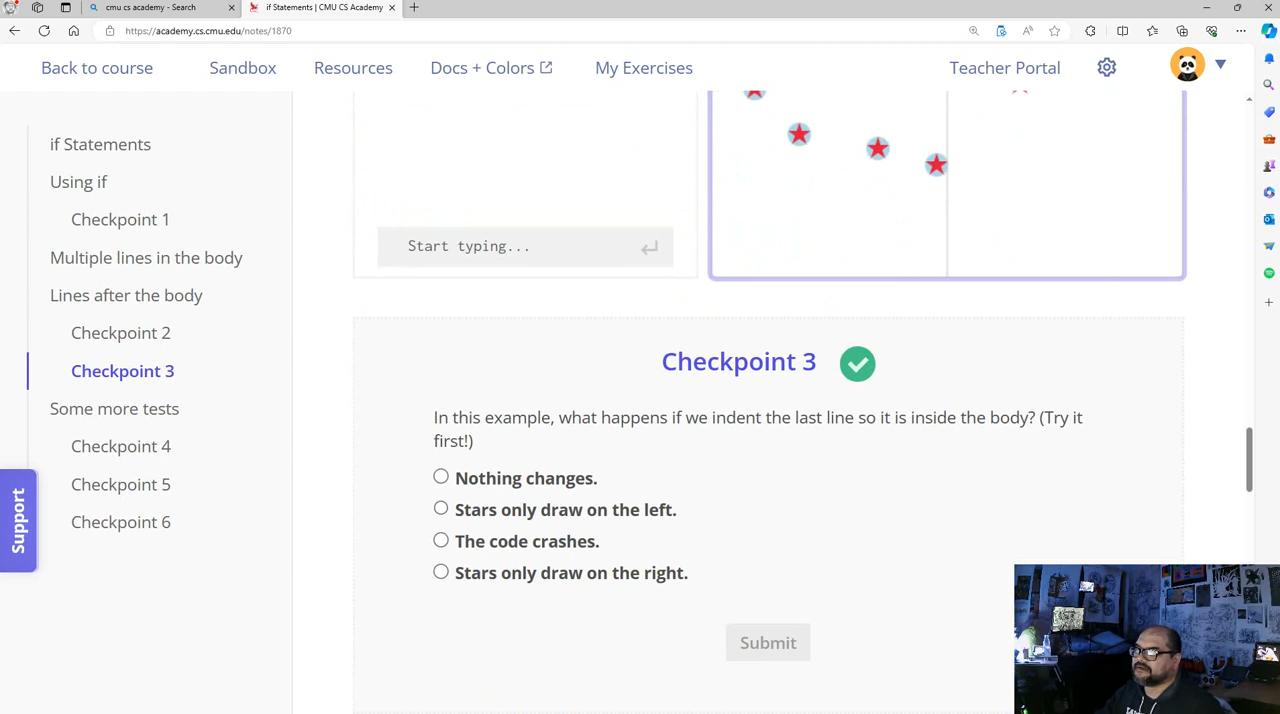 cmu cs academy - Search
if Statements | CMU CS Academy
https://academy.cs.cmu.edu/notes/1870
Back to course
Sandbox
Resources
Docs + Colors
My Exercises
Teacher Portal
if Statements
Using if
Checkpoint 1
Multiple lines in the body
Lines after the body
Checkpoint 2
Checkpoint 3
Some more tests
Checkpoint 4
Checkpoint 5
Checkpoint 6
Support
Start typing...
Checkpoint 3
In this example, what happens if we indent the last line so it is inside the body? (Try it
first!)
Nothing changes.
Stars only draw on the left.
The code crashes.
Stars only draw on the right.
Submit